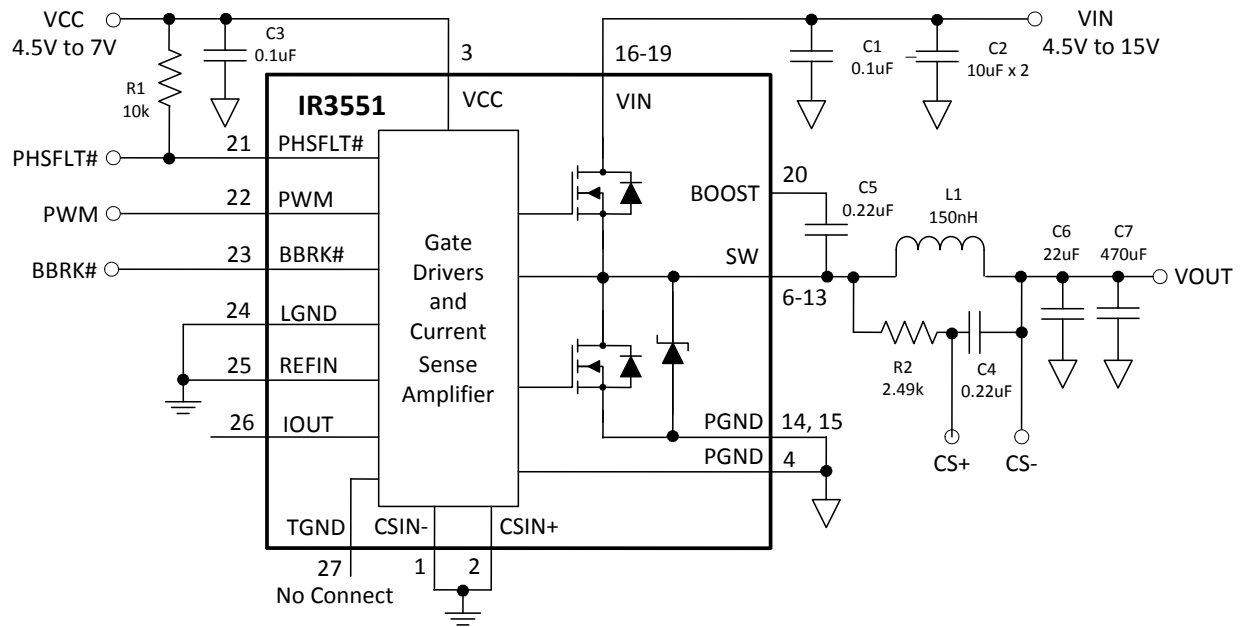 VCC
4.5V to 7V
C3
0.1uF
R1
10k
3
16-19
C1
0.1uF
C2
10uF x 2
VIN
4.5V to 15V
IR3551
VCC
VIN
PHSFLT#
21
PHSFLT#
PWM
22
PWM
BBRK#
23
BBRK#
24
LGND
25
REFIN
26
IOUT
Gate
Drivers
and
Current
Sense
Amplifier
BOOST
20
C5
0.22uF
SW
6-13
L1
150nH
C6
22uF
C7
470uF
VOUT
R2
2.49k
C4
0.22uF
CS+
CS-
PGND
14, 15
PGND
4
TGND
CSIN-
CSIN+
27
1
2
No Connect